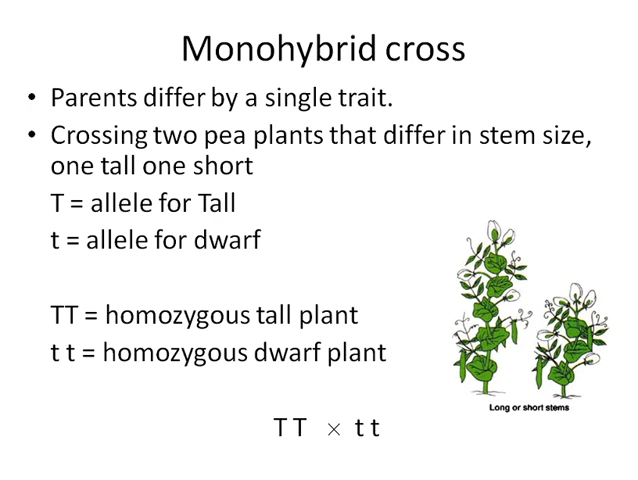 Monohybrid cross
• Parents differ by a single trait.
• Crossing two pea plants that differ in stem size,
one tall one short
T = allele for Tall
t = allele for dwarf
TT = homozygous tall plant
t t = homozygous dwarf plant
Long or short stems
T T × t t